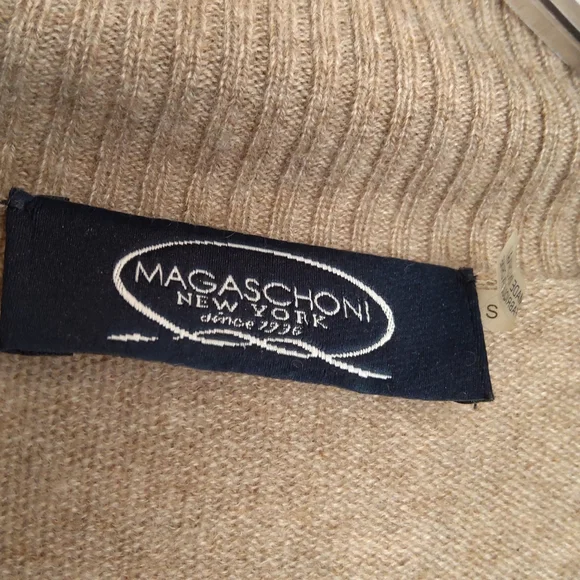 MAGASCHONI
NEW YORK
since 1996
S